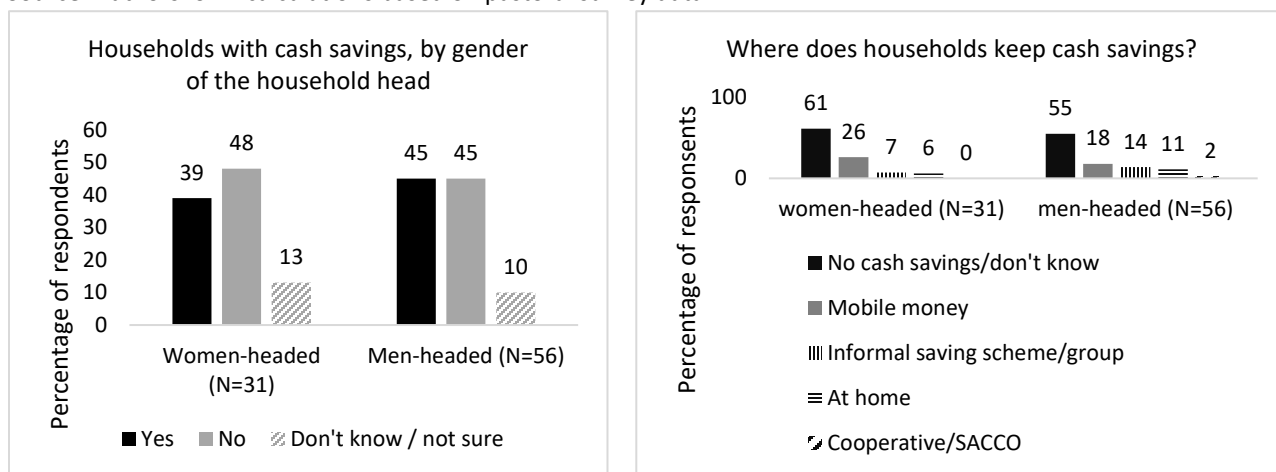 Households with cash savings, by gender
of the household head
Percentage of respondents
60
50
40
30
20
10
0
39
48
13
45
45
10
Women-headed
(N=31)
Men-headed (N=56)
Yes
No
Don't know / not sure
Where does households keep cash savings?
Percentage of responsents
100
0
61
26
7
6
0
55
18
14
11
2
women-headed (N=31)
men-headed (N=56)
No cash savings/don't know
Mobile money
Informal saving scheme/group
At home
Cooperative/SACCO